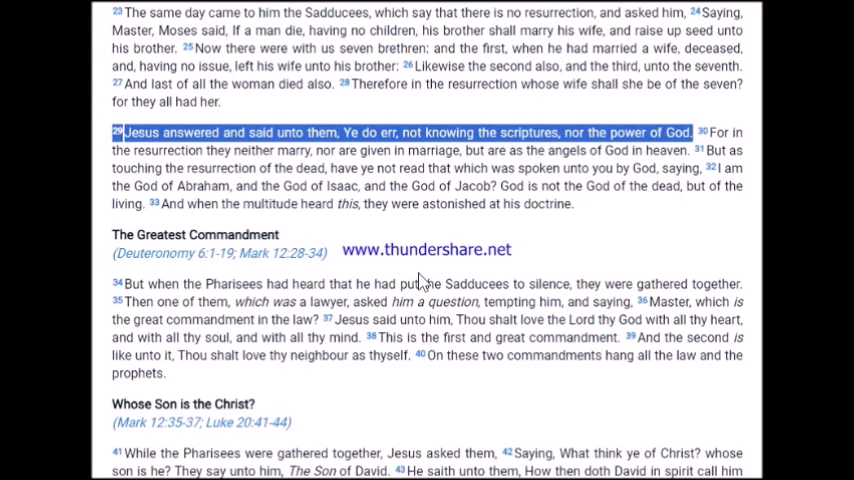 23 The same day came to him the Sadducees, which say that there is no resurrection, and asked him, 24 Saying,
Master, Moses said, If a man die, having no children, his brother shall marry his wife, and raise up seed unto
his brother. 25 Now there were with us seven brethren: and the first, when he had married a wife, deceased,
and, having no issue, left his wife unto his brother: 26 Likewise the second also, and the third, unto the seventh.
27 And last of all the woman died also. 28 Therefore in the resurrection whose wife shall she be of the seven?
for they all had her.
29 Jesus answered and said unto them, Ye do err, not knowing the scriptures, nor the power of God. 30 For in
the resurrection they neither marry, nor are given in marriage, but are as the angels of God in heaven. 31 But as
touching the resurrection of the dead, have ye not read that which was spoken unto you by God, saying, 32 I am
the God of Abraham, and the God of Isaac, and the God of Jacob? God is not the God of the dead, but of the
living. 33 And when the multitude heard this, they were astonished at his doctrine.
The Greatest Commandment
(Deuteronomy 6:1-19; Mark 12:28-34)
www.thundershare.net
34 But when the Pharisees had heard that he had put the Sadducees to silence, they were gathered together.
35 Then one of them, which was a lawyer, asked him a question, tempting him, and saying, 36 Master, which is
the great commandment in the law? 37 Jesus said unto him, Thou shalt love the Lord thy God with all thy heart,
and with all thy soul, and with all thy mind. 38 This is the first and great commandment. 39 And the second is
like unto it, Thou shalt love thy neighbour as thyself. 40 On these two commandments hang all the law and the
prophets.
Whose Son is the Christ?
(Mark 12:35-37; Luke 20:41-44)
41 While the Pharisees were gathered together, Jesus asked them, 42 Saying, What think ye of Christ? whose
son is he? They say unto him, The Son of David. 43 He saith unto them, How then doth David in spirit call him